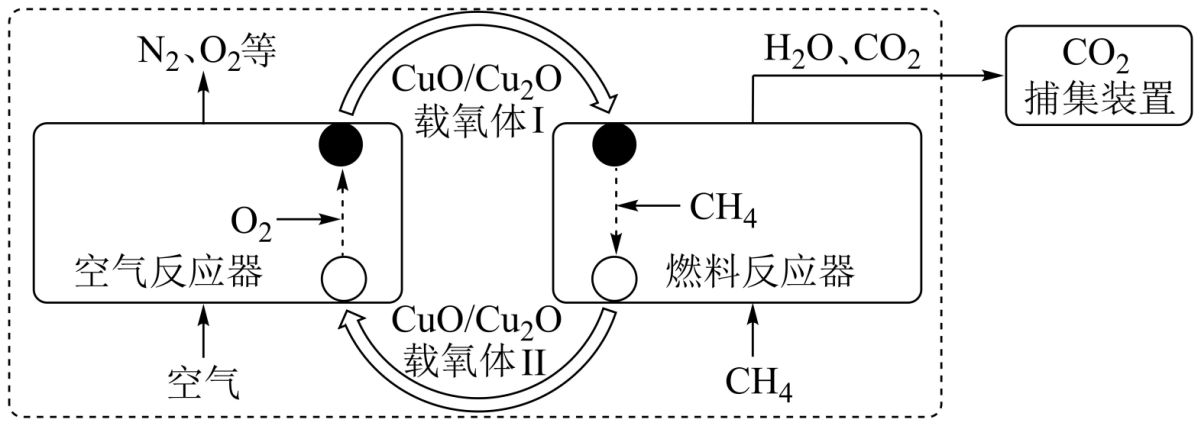 N₂、O₂等
CuO/Cu₂O
载氧体Ⅰ
H₂O、CO₂
CO₂
捕集装置
O₂
CH₄
空气反应器
燃料反应器
CuO/Cu₂O
载氧体Ⅱ
空气
CH₄